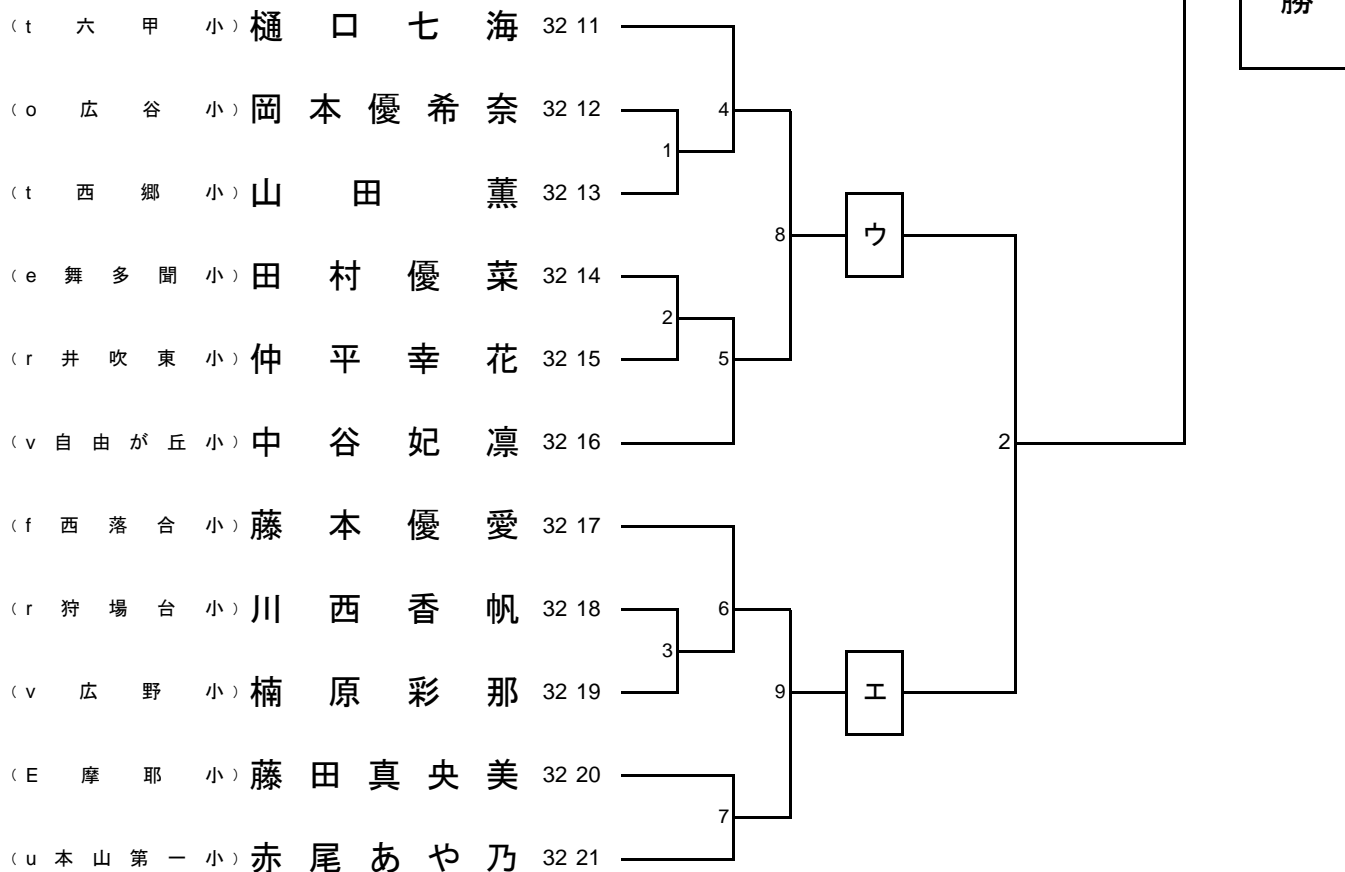 勝
(t 六甲小) 樋口七海 32 11
(o 広谷小) 岡本優希奈 32 12
(t 西郷小) 山田薫 32 13
(e 舞多聞小) 田村優菜 32 14
(r 井吹東小) 仲平幸花 32 15
(v 自由が丘小) 中谷妃凛 32 16
(f 西落合小) 藤本優愛 32 17
(r 狩場台小) 川西香帆 32 18
(v 広野小) 楠原彩那 32 19
(E 摩耶小) 藤田真央美 32 20
(u 本山第一小) 赤尾あや乃 32 21
1
2
3
4
5
6
7
8
9
ウ
エ
2